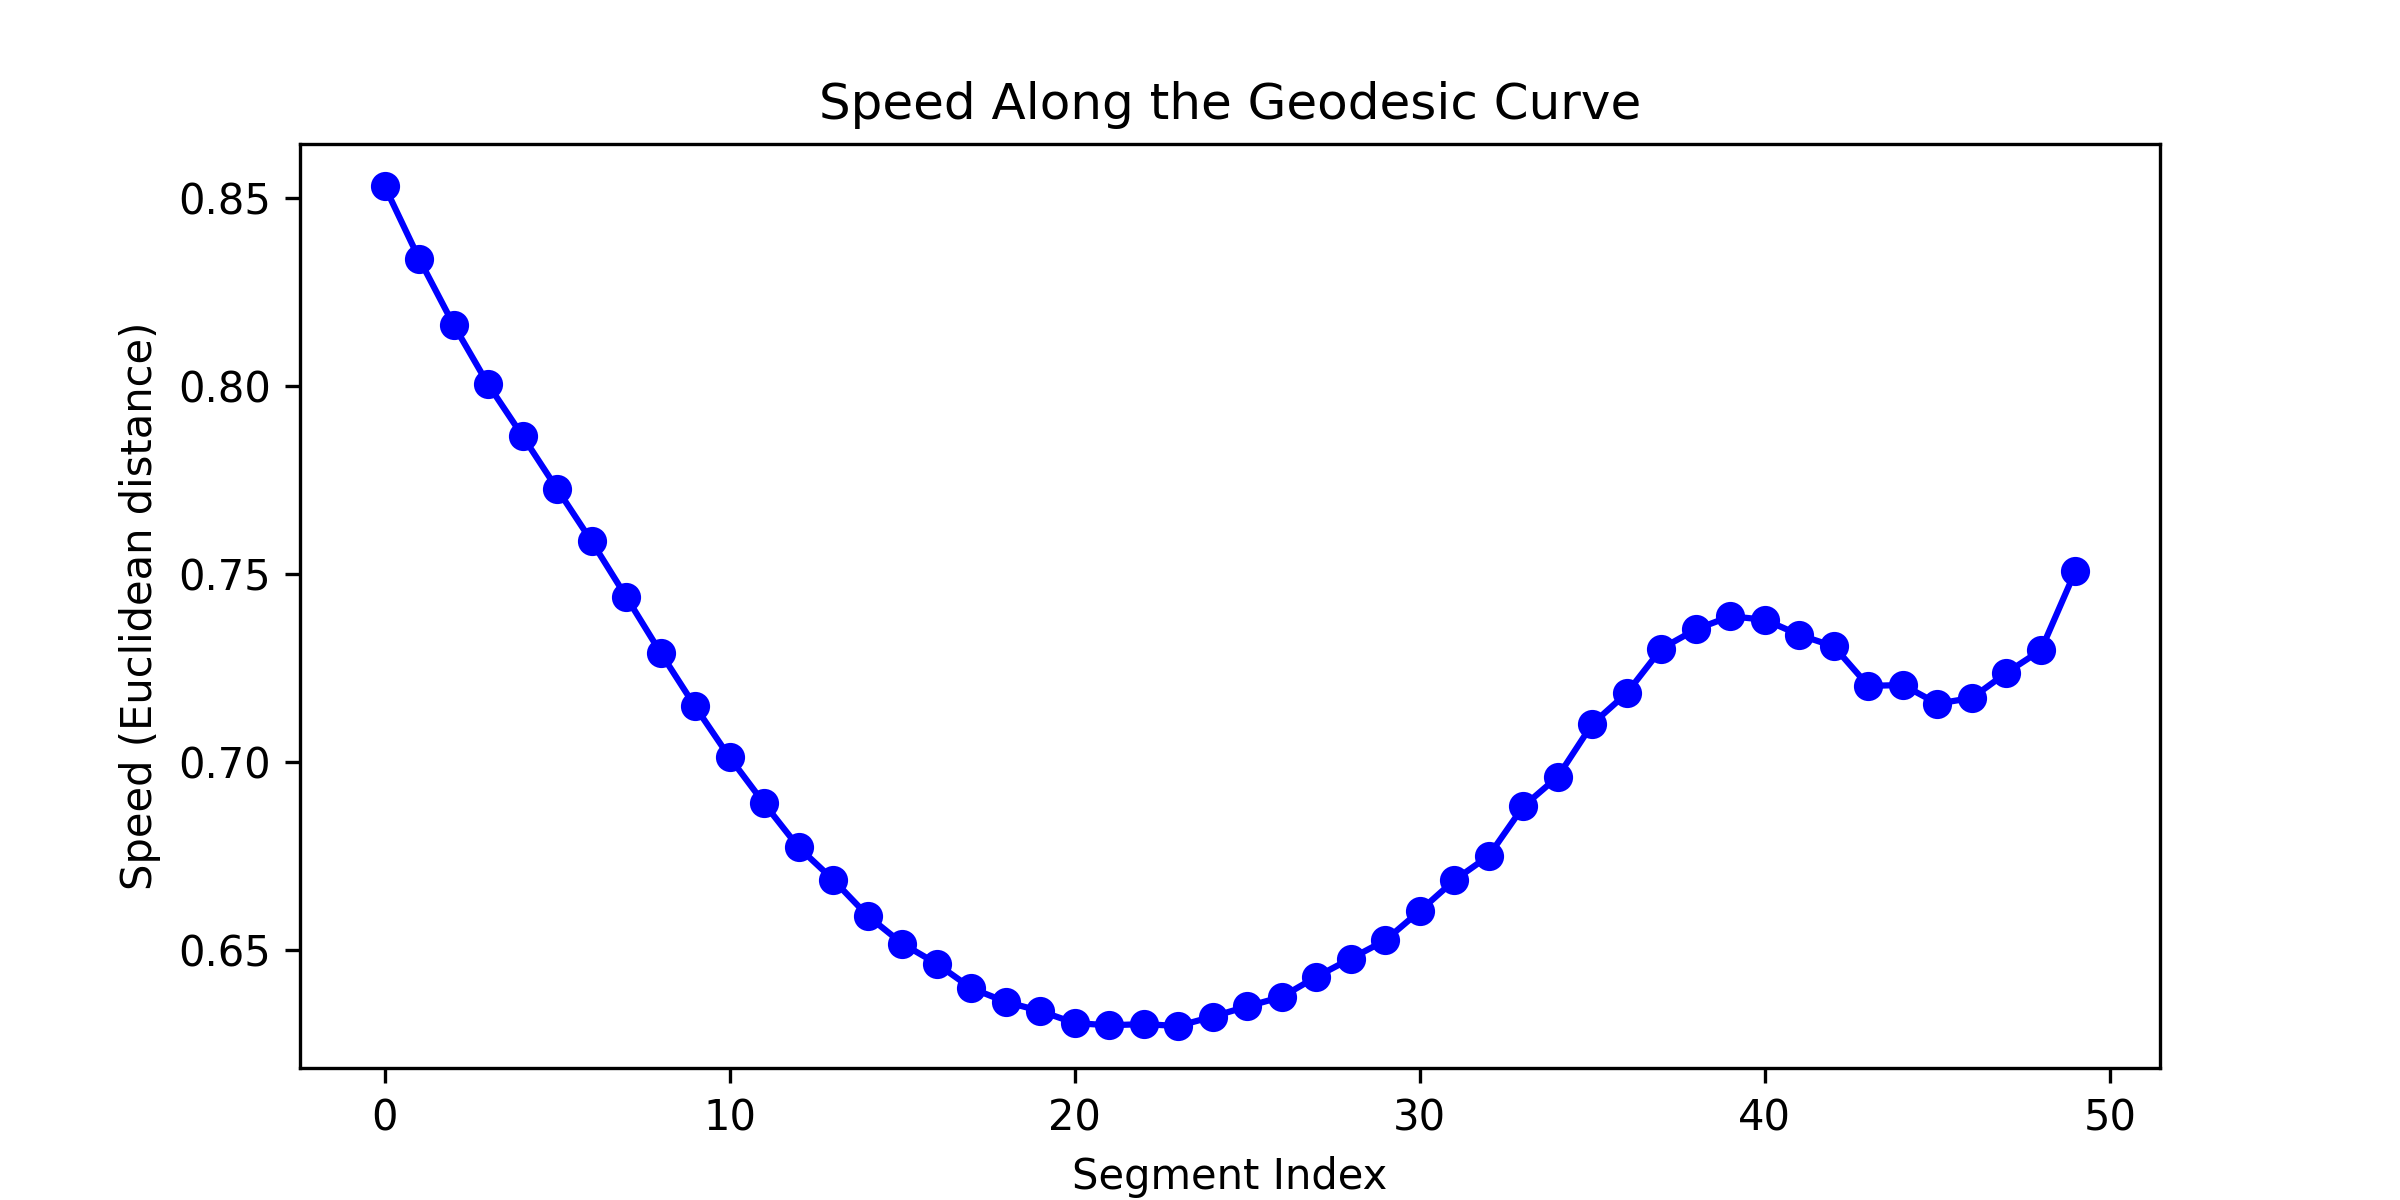 Speed Along the Geodesic Curve
Speed (Euclidean distance)
0.85
0.80
0.75
0.70
0.65
0 10 20 30 40 50
Segment Index